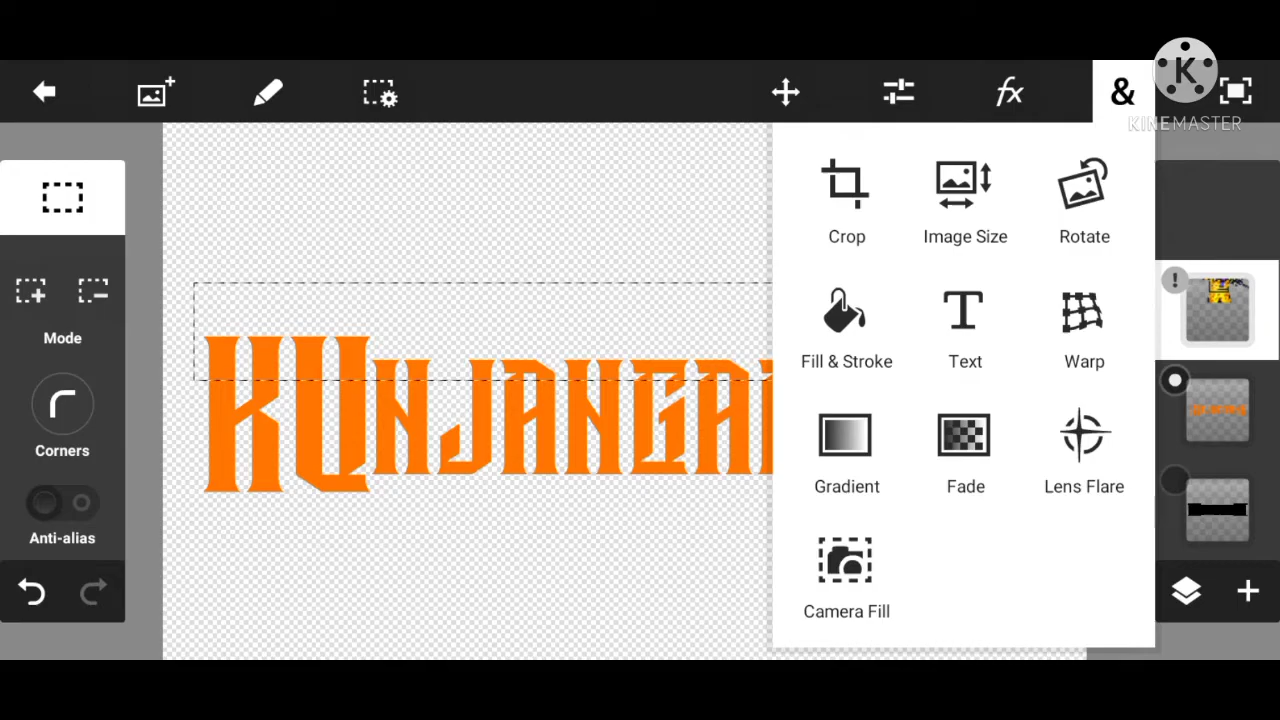 fx
&
K
KINEMASTER
Crop
Image Size
Rotate
Mode
KUNJANGA
T
Fill & Stroke
Text
Warp
Corners
Gradient
Fade
Lens Flare
Anti-alias
Camera Fill